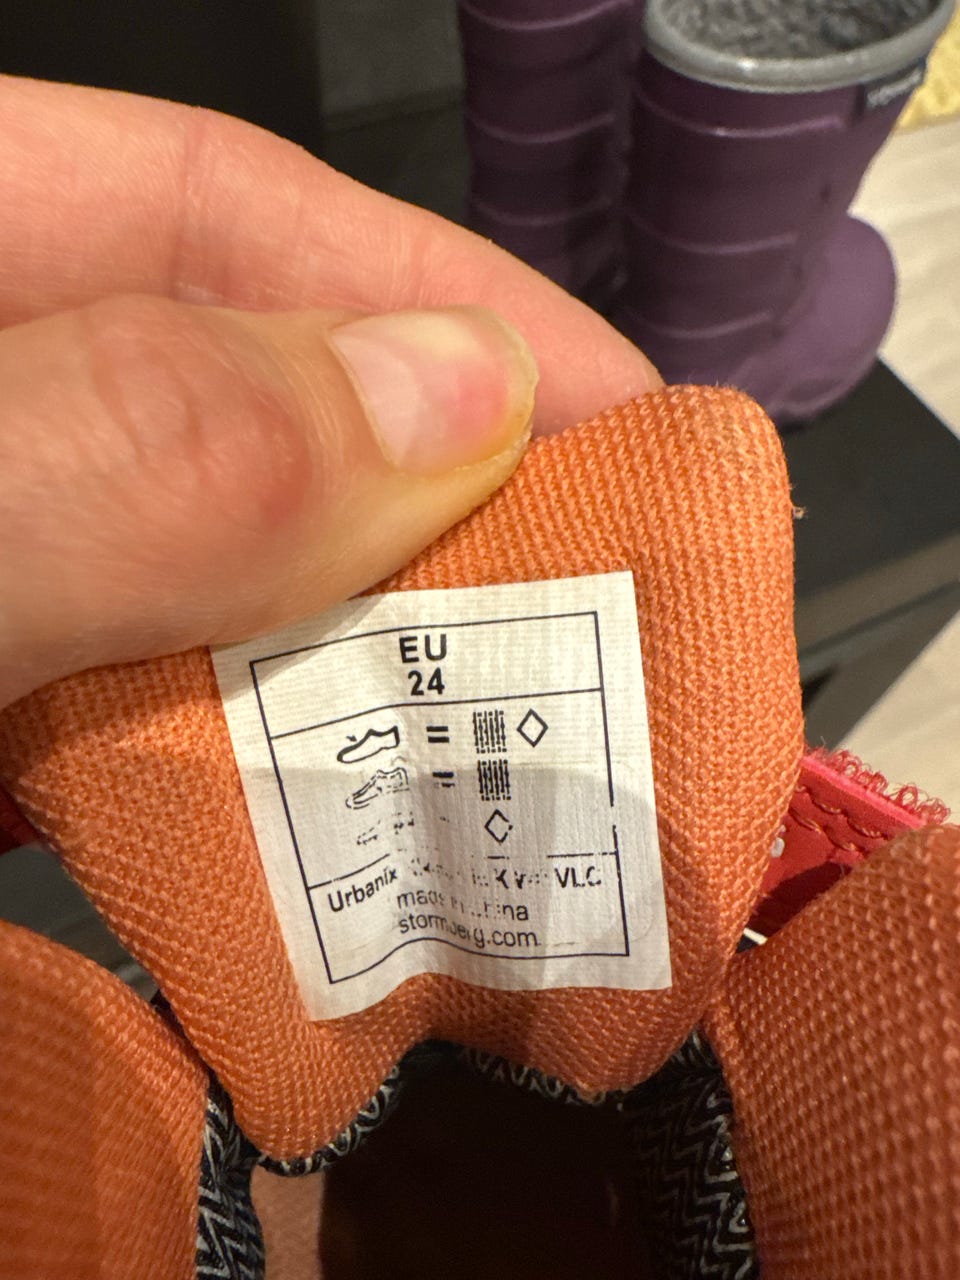 EU
24
=
=
Urbanix VLC
made in China
stormberg.com